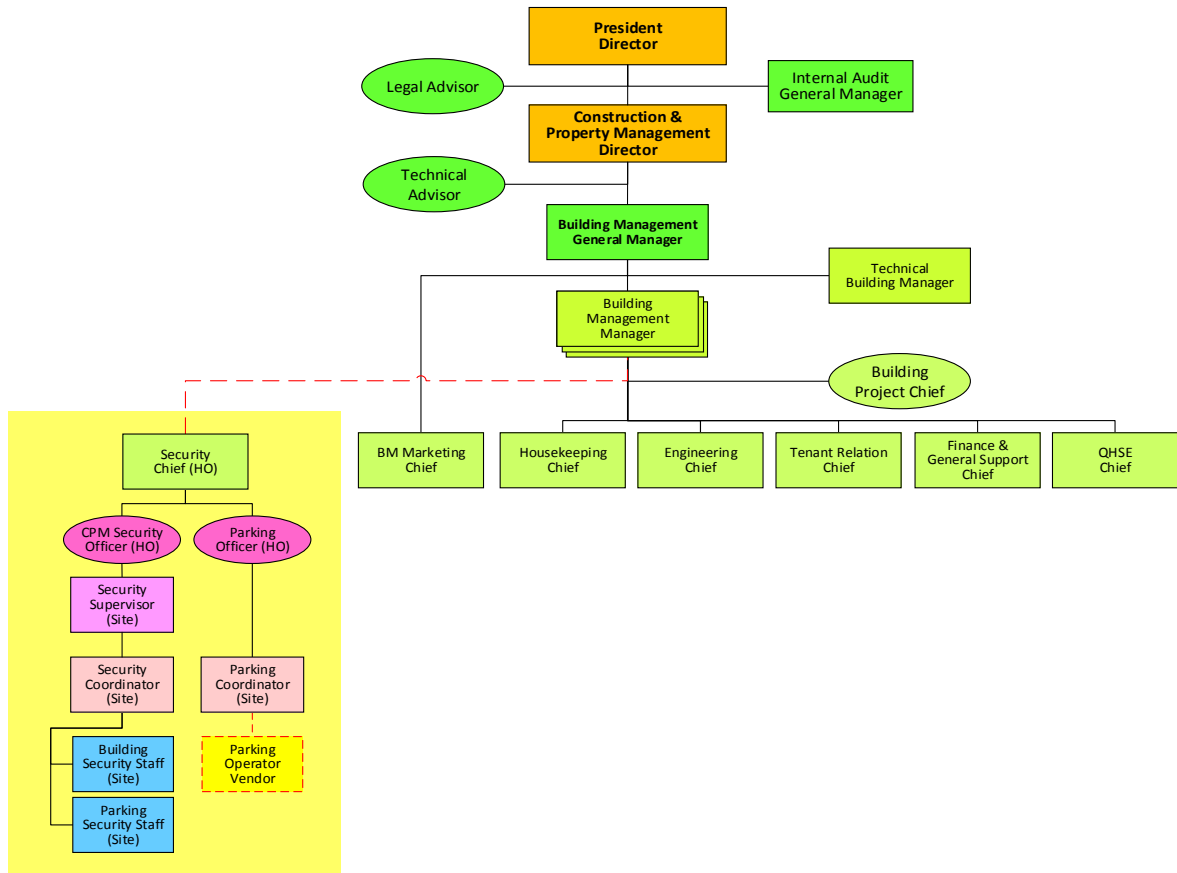 President
Director
Legal Advisor
Internal Audit
General Manager
Construction &
Property Management
Director
Technical
Advisor
Building Management
General Manager
Technical
Building Manager
Building
Management
Manager
Building
Project Chief
Security
Chief (HO)
BM Marketing
Chief
Housekeeping
Chief
Engineering
Chief
Tenant Relation
Chief
Finance &
General Support
Chief
QHSE
Chief
CPM Security
Officer (HO)
Parking
Officer (HO)
Security
Supervisor
(Site)
Security
Coordinator
(Site)
Parking
Coordinator
(Site)
Building
Security Staff
(Site)
Parking
Operator
Vendor
Parking
Security Staff
(Site)